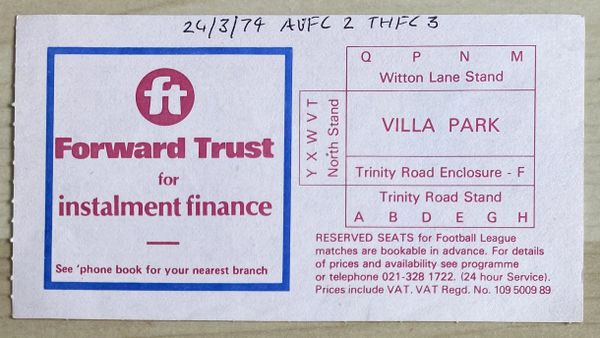 24/3/79 AVFC 2 THFC 3
ft
Forward Trust
for
instalment finance
See 'phone book for your nearest branch
Q P N M
Witton Lane Stand
Y X W V T
North Stand
VILLA PARK
Trinity Road Enclosure - F
Trinity Road Stand
A B D E G H
RESERVED SEATS for Football League
matches are bookable in advance. For details
of prices and availability see programme
or telephone 021-328 1722. (24 hour Service).
Prices include VAT. VAT Regd. No. 109 5009 89